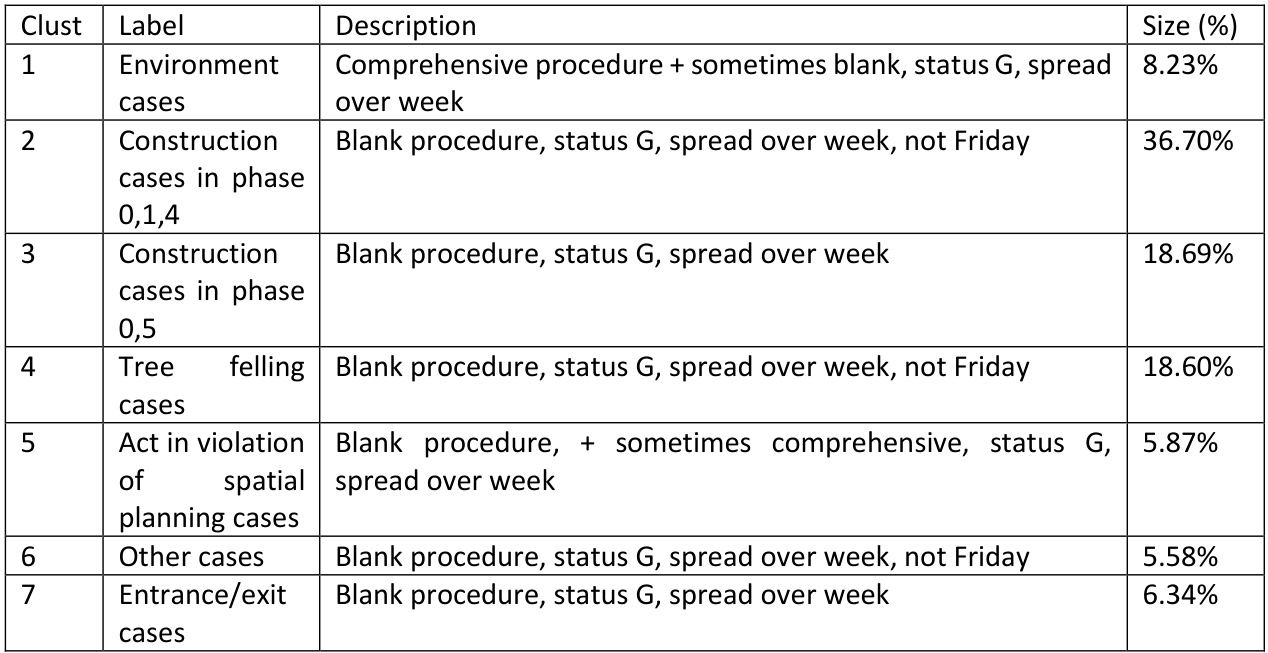 Clust Label Description Size (%)
1 Environment Comprehensive procedure + sometimes blank, status G, spread 8.23%
cases over week
2 Construction Blank procedure, status G, spread over week, not Friday 36.70%
cases in phase
0,1,4
3 Construction Blank procedure, status G, spread over week 18.69%
cases in phase
0,5
4 Tree felling Blank procedure, status G, spread over week, not Friday 18.60%
cases
5 Act in violation Blank procedure, + sometimes comprehensive, status G, 5.87%
of spatial spread over week
planning cases
6 Other cases Blank procedure, status G, spread over week, not Friday 5.58%
7 Entrance/exit Blank procedure, status G, spread over week 6.34%
cases